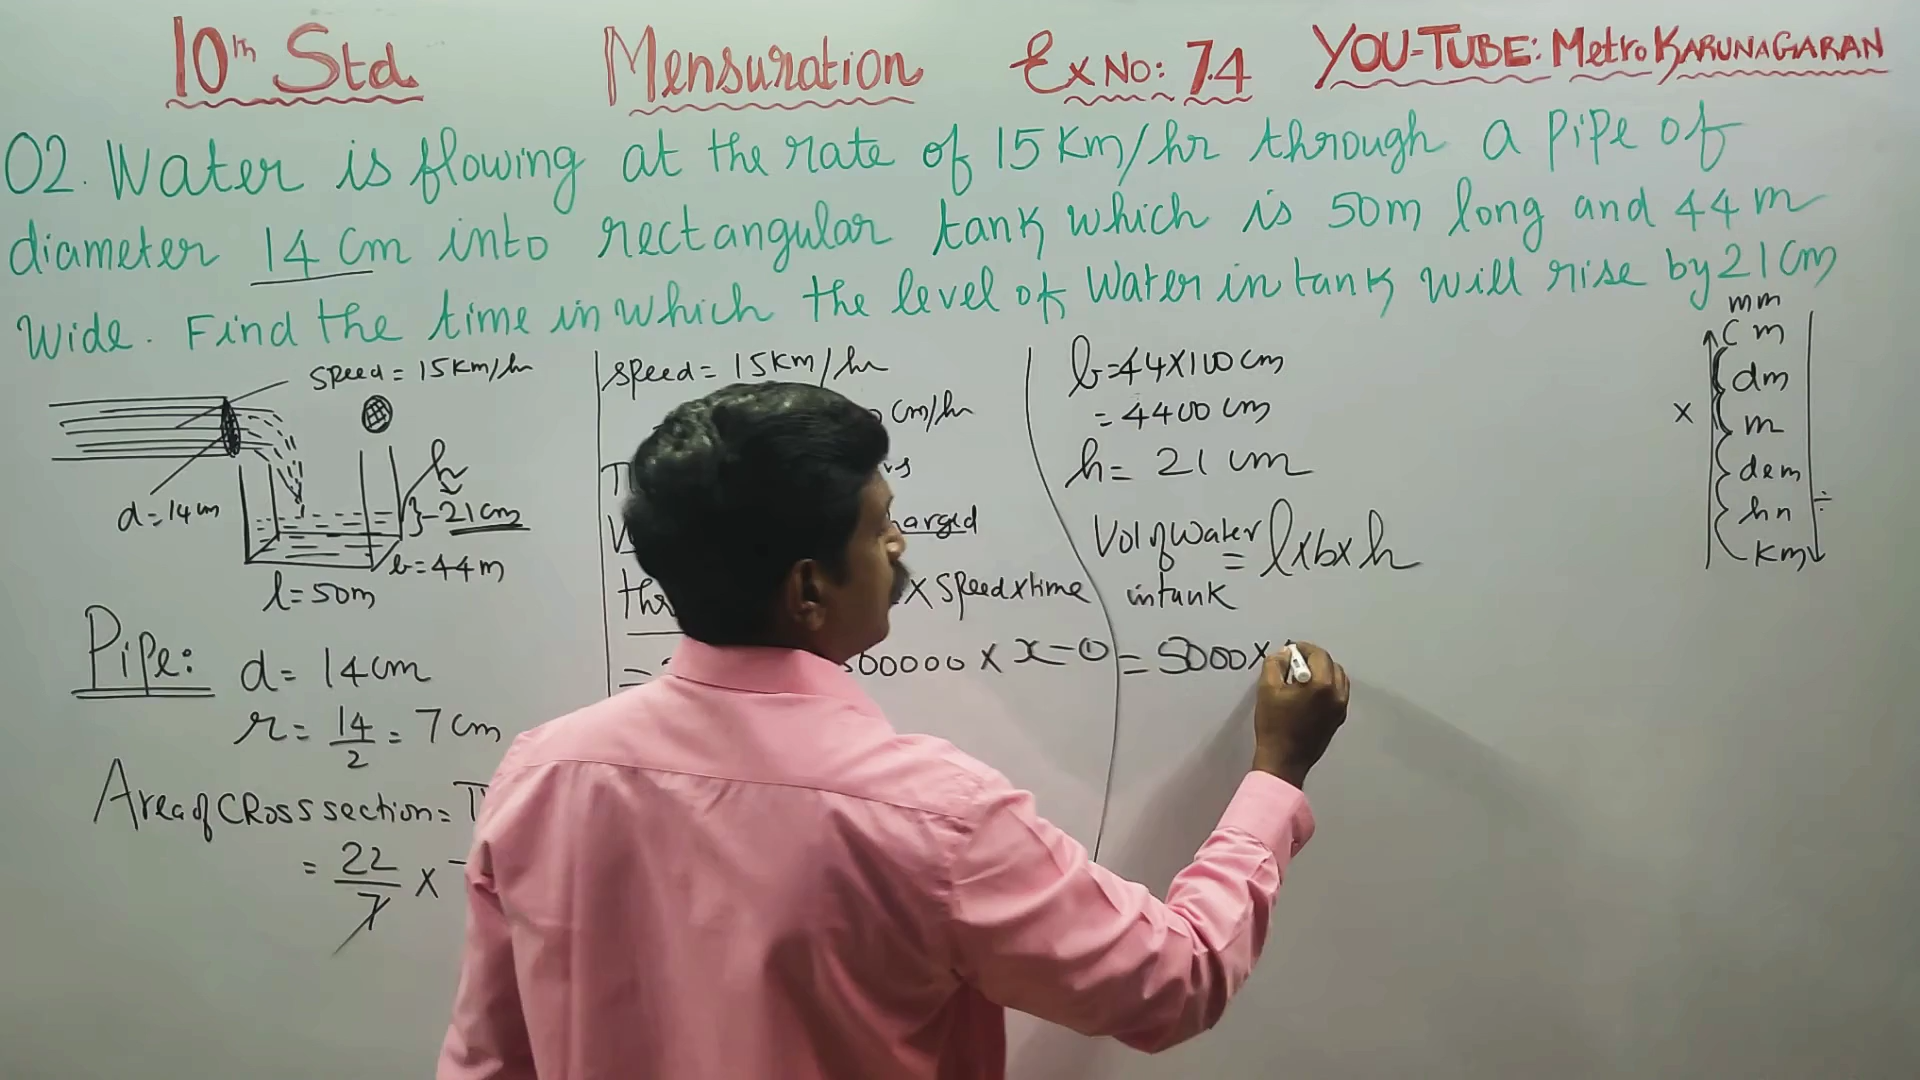 10th Std Mensuration Ex No: 7.4 YOU-TUBE: Metro KARUNAGARAN
02. Water is flowing at the rate of 15 Km/hr through a pipe of
diameter 14 cm into rectangular tank which is 50m long and 44 m
wide. Find the time in which the level of water in tank will rise by 21 cm
speed = 15 Km/hr
d = 14 cm
h
21 cm
b = 44 m
l = 50m
Pipe: d = 14 cm
r = 14/2 = 7 cm
Area of CRoss section =
= 22/7 ×
speed = 15 Km/hr
cm/hr
× Speed × time
00000 × x – ①
b = 44 × 100 cm
= 4400 cm
h = 21 cm
Vol of water = l × b × h
in tank
= 5000 ×
mm
cm
dm
× m
dem
hn ÷
Km